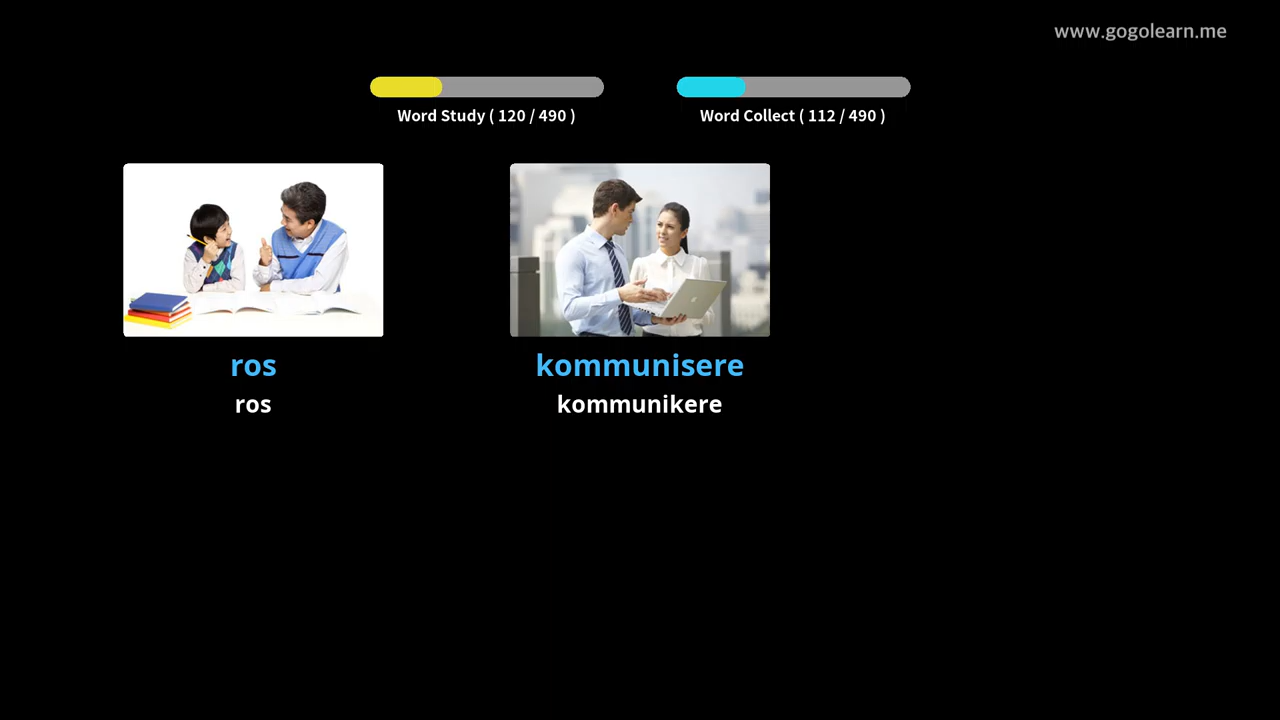 www.gogolearn.me
Word Study ( 120 / 490 )
Word Collect ( 112 / 490 )
ros
ros
kommunisere
kommunikere